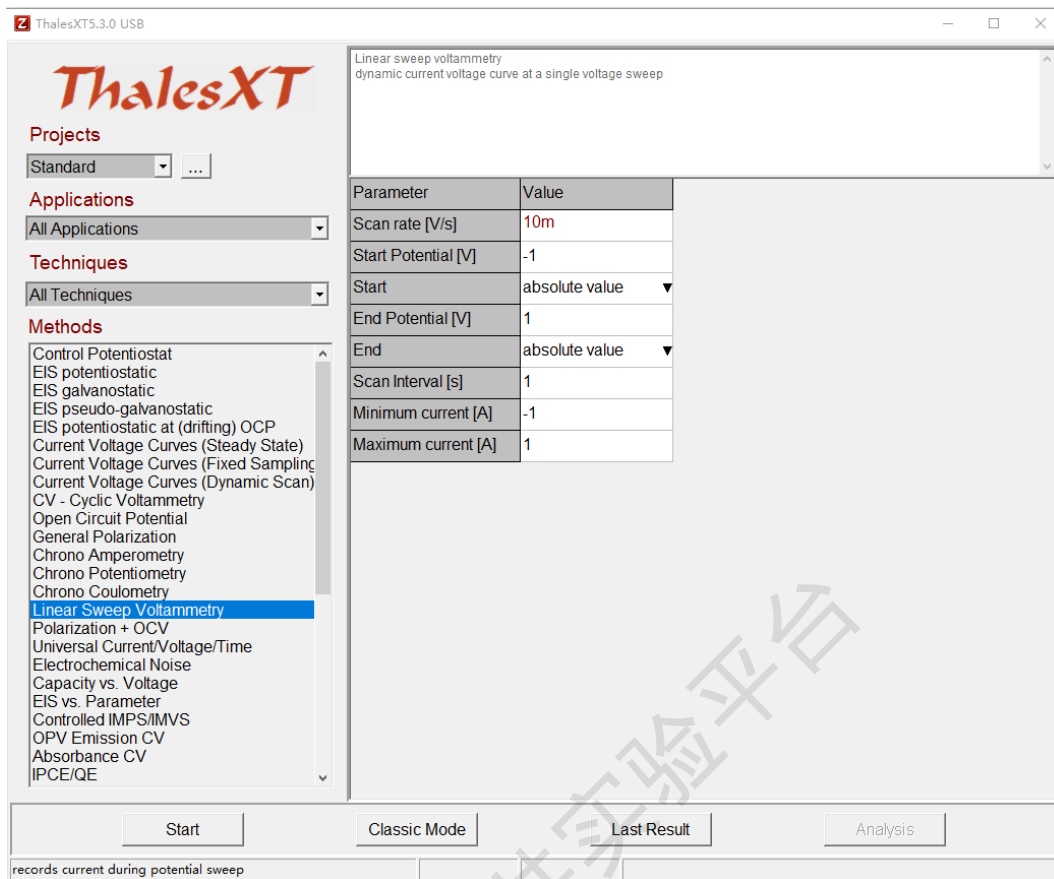 ThalesXT5.3.0 USB
ThalesXT
Projects
Standard
...
Applications
All Applications
Techniques
All Techniques
Methods
Control Potentiostat
EIS potentiostatic
EIS galvanostatic
EIS pseudo-galvanostatic
EIS potentiostatic at (drifting) OCP
Current Voltage Curves (Steady State)
Current Voltage Curves (Fixed Sampling
Current Voltage Curves (Dynamic Scan)
CV - Cyclic Voltammetry
Open Circuit Potential
General Polarization
Chrono Amperometry
Chrono Potentiometry
Chrono Coulometry
Linear Sweep Voltammetry
Polarization + OCV
Universal Current/Voltage/Time
Electrochemical Noise
Capacity vs. Voltage
EIS vs. Parameter
Controlled IMPS/IMVS
OPV Emission CV
Absorbance CV
IPCE/QE
Linear sweep voltammetry
dynamic current voltage curve at a single voltage sweep
Parameter Value
Scan rate [V/s] 10m
Start Potential [V] -1
Start absolute value
End Potential [V] 1
End absolute value
Scan Interval [s] 1
Minimum current [A] -1
Maximum current [A] 1
Start Classic Mode Last Result Analysis
records current during potential sweep
实验平台